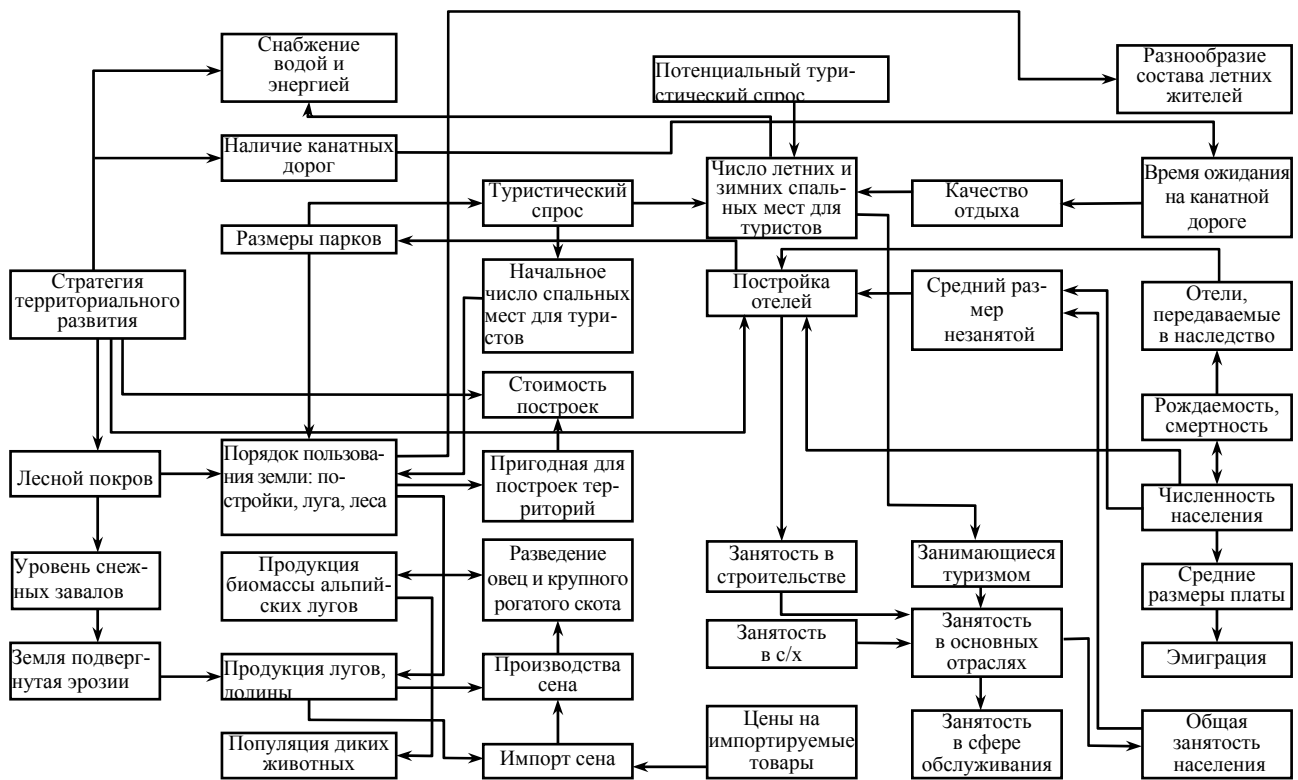 Снабжение
водой и
энергией
Потенциальный тури-
стический спрос
Разнообразие
состава летних
жителей
Наличие канатных
дорог
Туристический
спрос
Число летних и
зимних спаль-
ных мест для
туристов
Качество
отдыха
Время ожидания
на канатной
дороге
Размеры парков
Стратегия
территориального
развития
Начальное
число спальных
мест для тури-
стов
Постройка
отелей
Средний раз-
мер
незанятой
Отели,
передаваемые
в наследство
Стоимость
построек
Рождаемость,
смертность
Лесной покров
Порядок пользова-
ния земли: по-
стройки, луга, леса
Пригодная для
построек тер-
риторий
Численность
населения
Уровень снеж-
ных завалов
Продукция
биомассы альпий-
ских лугов
Разведение
овец и крупного
рогатого скота
Занятость в
строительстве
Занимающиеся
туризмом
Средние
размеры платы
Земля подверг-
нутая эрозии
Продукция лугов,
долины
Производства
сена
Занятость
в с/х
Занятость
в основных
отраслях
Эмиграция
Популяция диких
животных
Импорт сена
Цены на
импортируемые
товары
Занятость
в сфере
обслуживания
Общая
занятость
населения